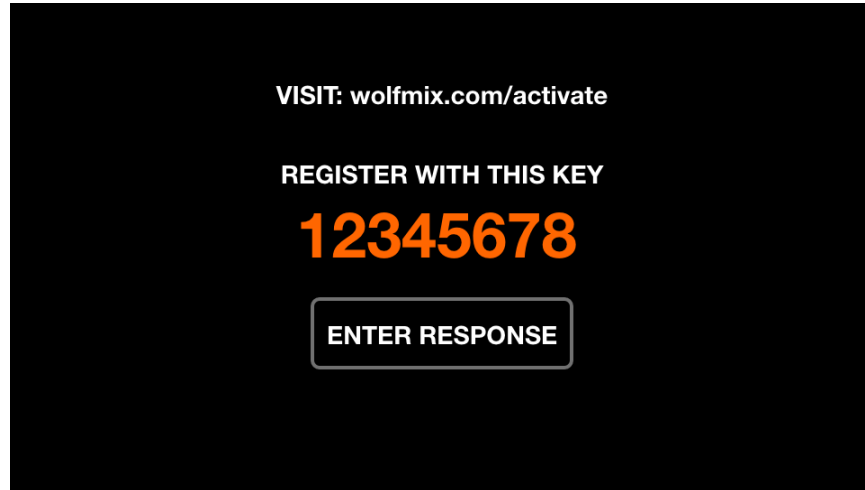 VISIT: wolfmix.com/activate
REGISTER WITH THIS KEY
12345678
ENTER RESPONSE